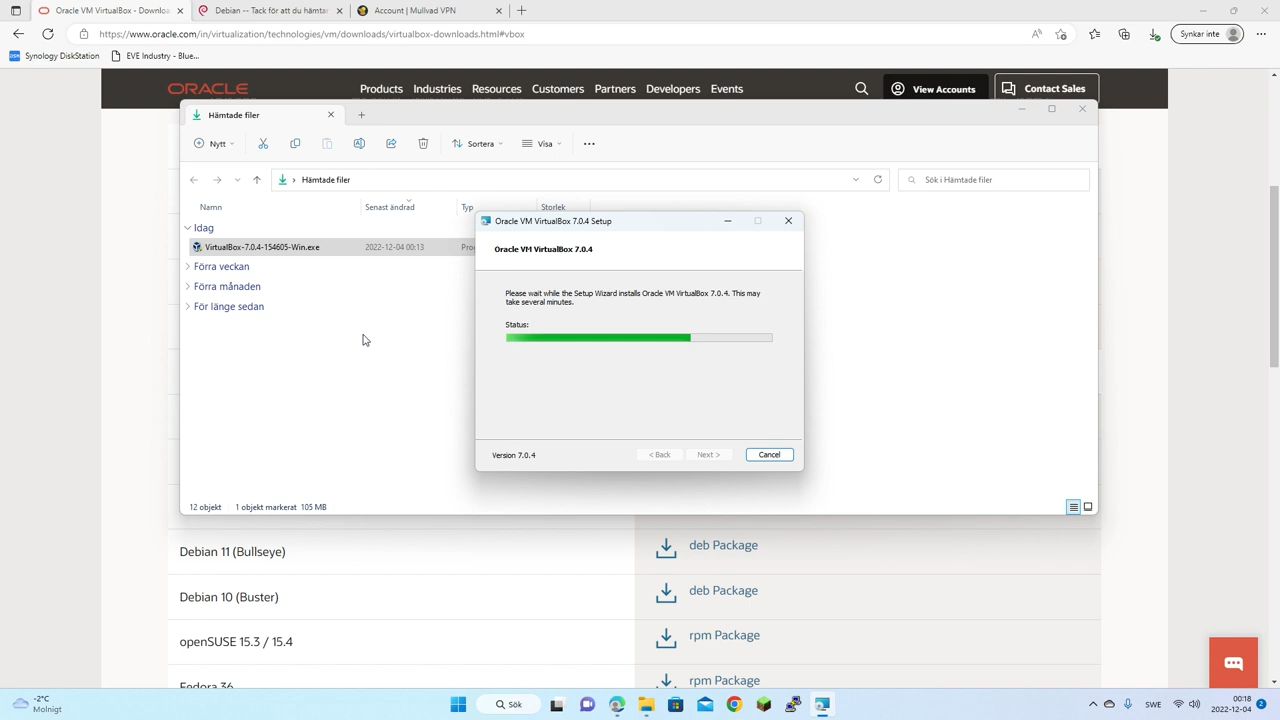 Oracle VM VirtualBox - Downloa
Debian -- Tack för att du hämtar
Account | Mullvad VPN
https://www.oracle.com/in/virtualization/technologies/vm/downloads/virtualbox-downloads.html#vbox
Synkar inte
Synology DiskStation
EVE Industry - Blue...
ORACLE
Products
Industries
Resources
Customers
Partners
Developers
Events
View Accounts
Contact Sales
Hämtade filer
Nytt
Sortera
Visa
Hämtade filer
Sök i Hämtade filer
Namn
Senast ändrad
Typ
Storlek
Idag
VirtualBox-7.0.4-154605-Win.exe
2022-12-04 00:13
Förra veckan
Förra månaden
För länge sedan
Oracle VM VirtualBox 7.0.4 Setup
Oracle VM VirtualBox 7.0.4
Please wait while the Setup Wizard installs Oracle VM VirtualBox 7.0.4. This may
take several minutes.
Status:
Version 7.0.4
< Back
Next >
Cancel
12 objekt
1 objekt markerat 105 MB
Debian 11 (Bullseye)
deb Package
Debian 10 (Buster)
deb Package
openSUSE 15.3 / 15.4
rpm Package
Fedora 36
rpm Package
-2°C
Molnigt
Sök
SWE
00:18
2022-12-04
2